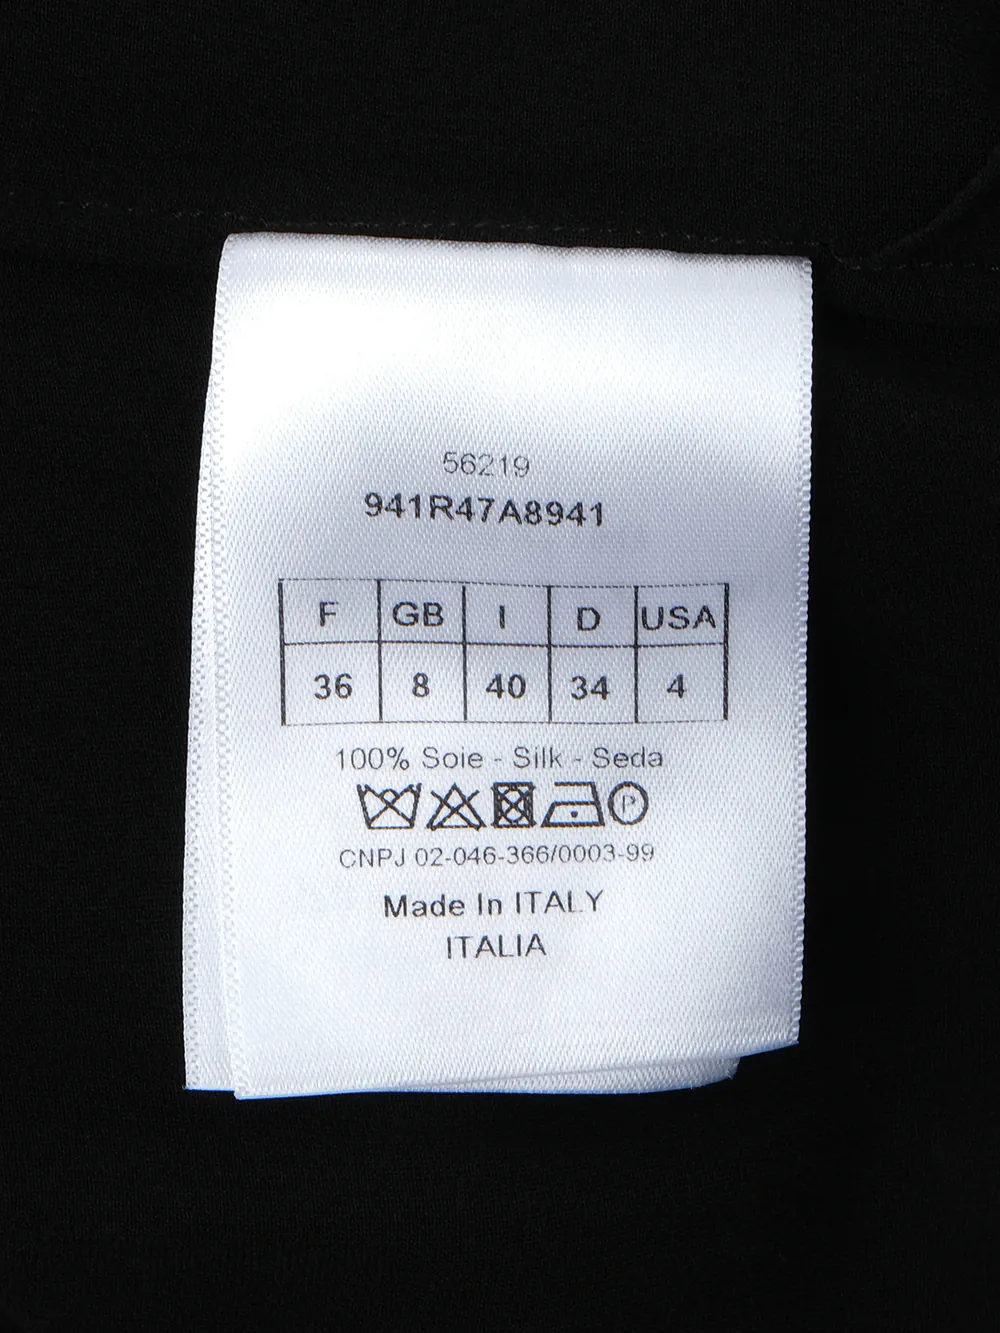 56219
941R47A8941
F GB I D USA
36 8 40 34 4
100% Soie - Silk - Seda
P
CNPJ 02-046-366/0003-99
Made In ITALY
ITALIA